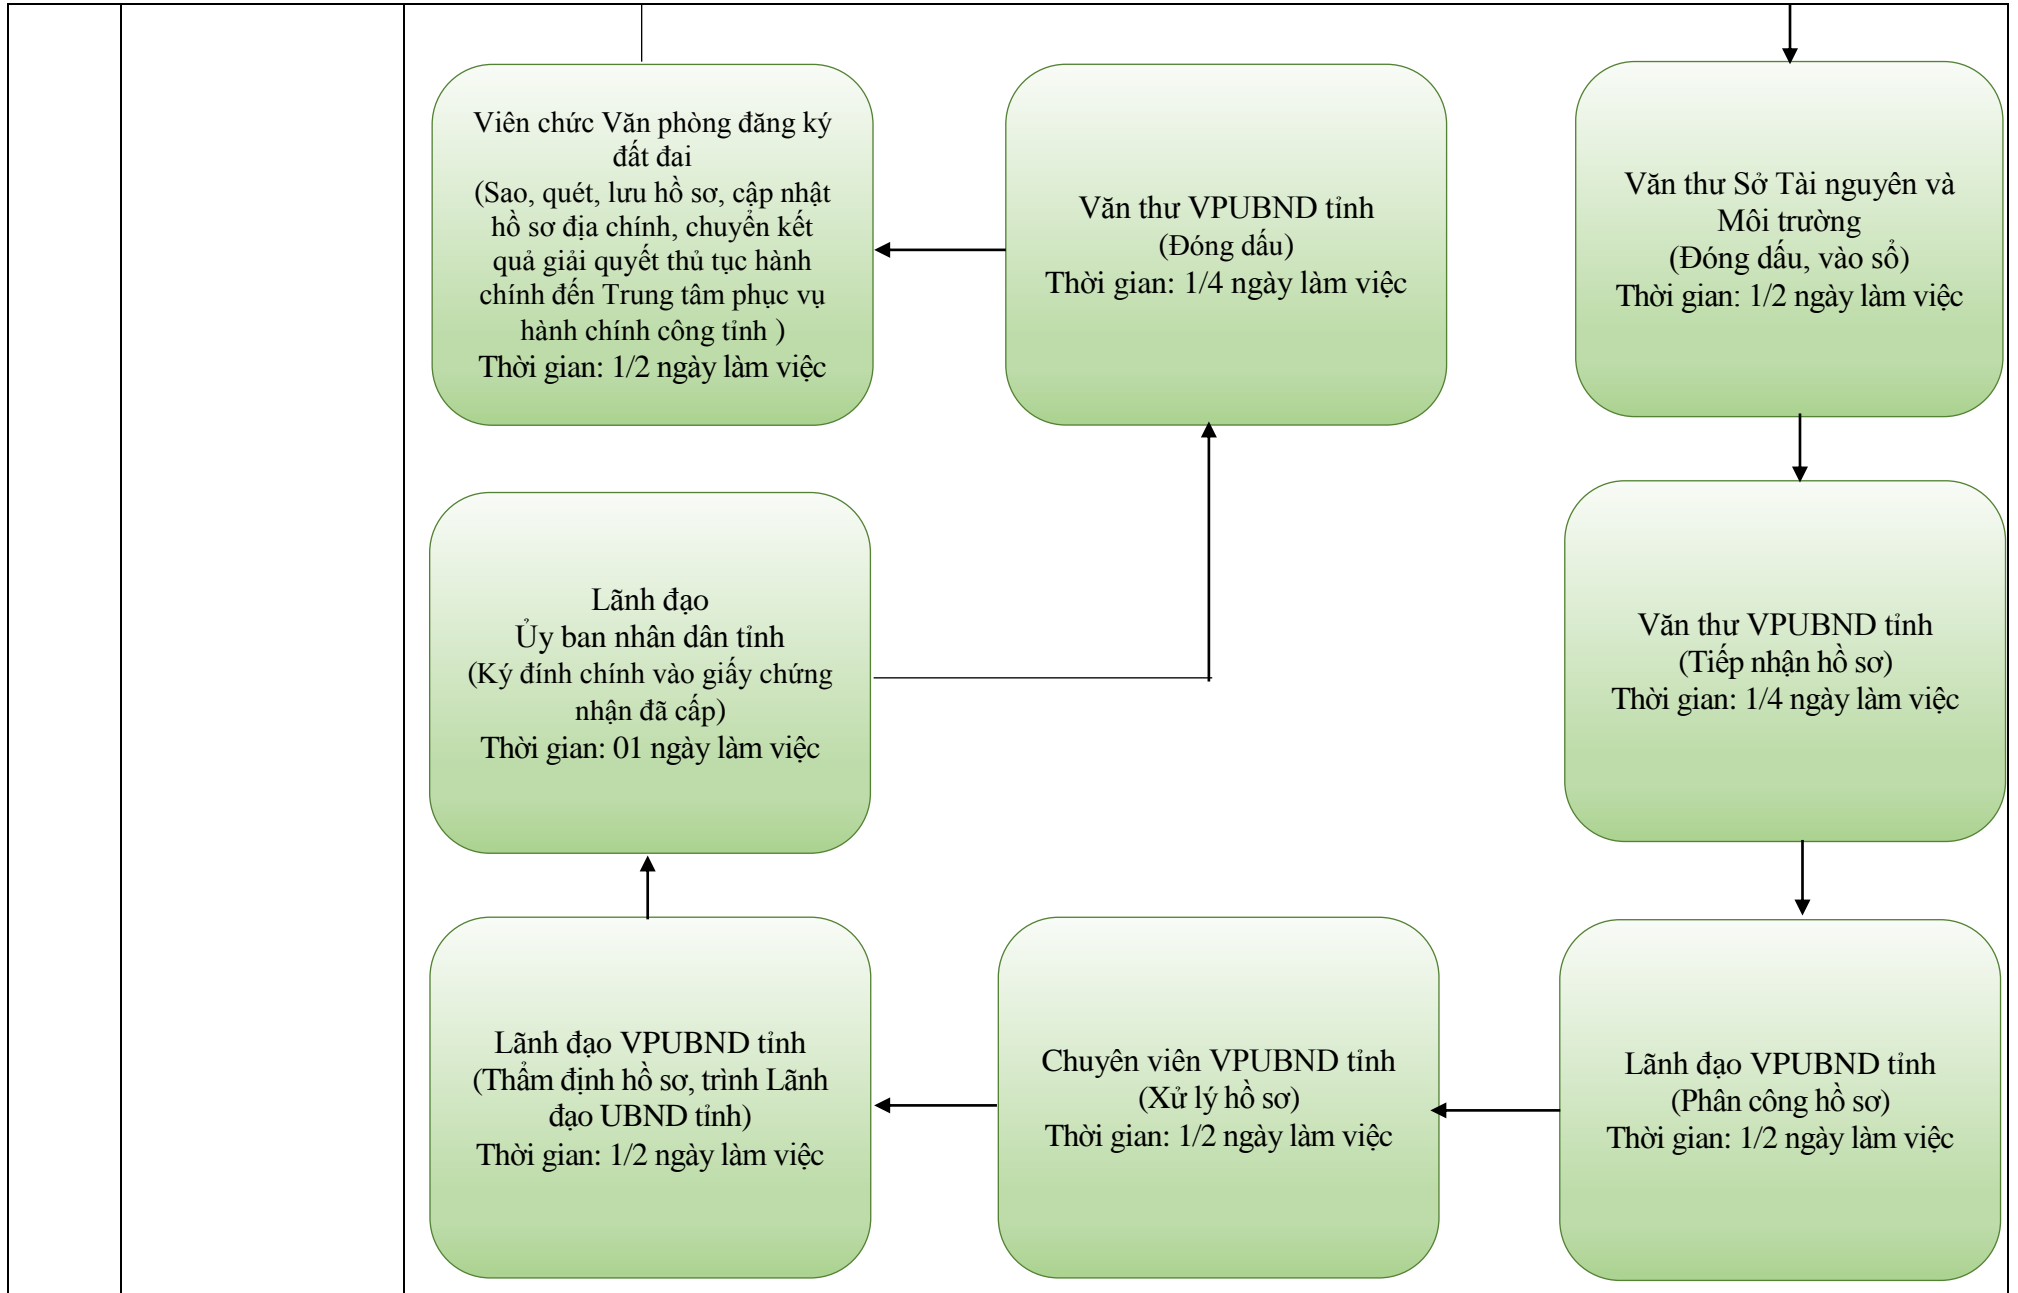 Viên chức Văn phòng đăng ký
đất đai
(Sao, quét, lưu hồ sơ, cập nhật
hồ sơ địa chính, chuyển kết
quả giải quyết thủ tục hành
chính đến Trung tâm phục vụ
hành chính công tỉnh )
Thời gian: 1/2 ngày làm việc
Văn thư VPUBND tỉnh
(Đóng dấu)
Thời gian: 1/4 ngày làm việc
Văn thư Sở Tài nguyên và
Môi trường
(Đóng dấu, vào sổ)
Thời gian: 1/2 ngày làm việc
Lãnh đạo
Ủy ban nhân dân tỉnh
(Ký đính chính vào giấy chứng
nhận đã cấp)
Thời gian: 01 ngày làm việc
Văn thư VPUBND tỉnh
(Tiếp nhận hồ sơ)
Thời gian: 1/4 ngày làm việc
Lãnh đạo VPUBND tỉnh
(Thẩm định hồ sơ, trình Lãnh
đạo UBND tỉnh)
Thời gian: 1/2 ngày làm việc
Chuyên viên VPUBND tỉnh
(Xử lý hồ sơ)
Thời gian: 1/2 ngày làm việc
Lãnh đạo VPUBND tỉnh
(Phân công hồ sơ)
Thời gian: 1/2 ngày làm việc